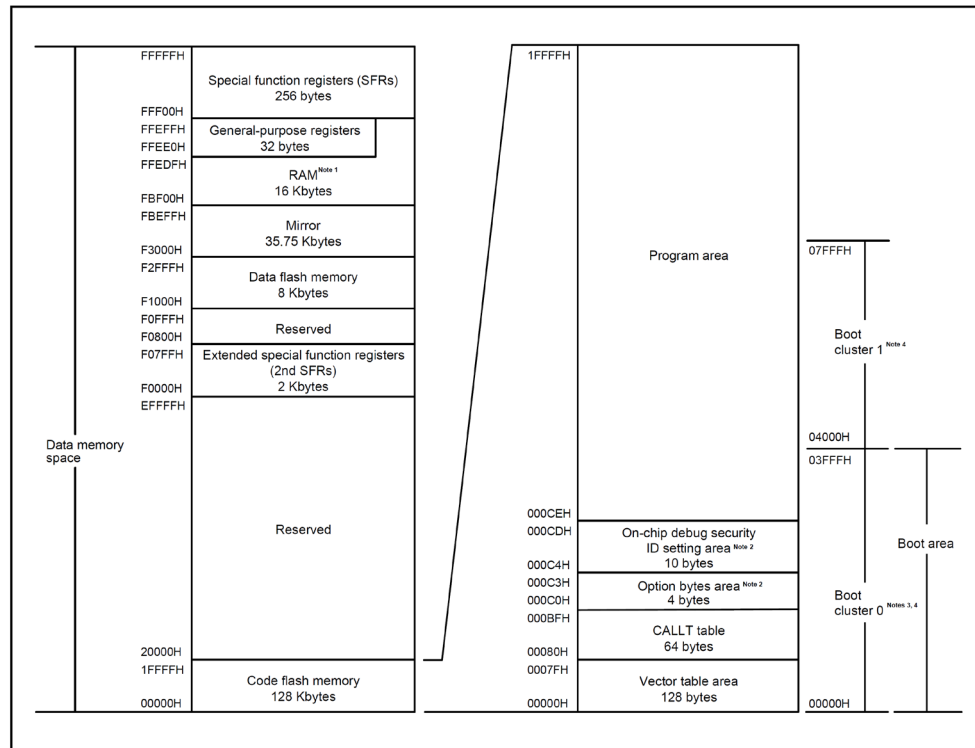 FFFFFH
Special function registers (SFRs)
256 bytes
FFF00H
FFEFFH
General-purpose registers
32 bytes
FFEE0H
FFEDFH
RAM Note 1
16 Kbytes
FBF00H
FBEFFH
Mirror
35.75 Kbytes
F3000H
F2FFFH
Data flash memory
8 Kbytes
F1000H
F0FFFH
Reserved
F0800H
F07FFH
Extended special function registers
(2nd SFRs)
2 Kbytes
F0000H
EFFFFH
Data memory
space
Reserved
20000H
1FFFFH
Code flash memory
128 Kbytes
00000H
1FFFFH
Program area
000CEH
000CDH
On-chip debug security
ID setting area Note 2
10 bytes
000C4H
000C3H
Option bytes area Note 2
4 bytes
000C0H
000BFH
CALLT table
64 bytes
00080H
0007FH
Vector table area
128 bytes
00000H
07FFFH
Boot
cluster 1 Note 4
04000H
03FFFH
Boot area
Boot
cluster 0 Notes 3, 4
00000H